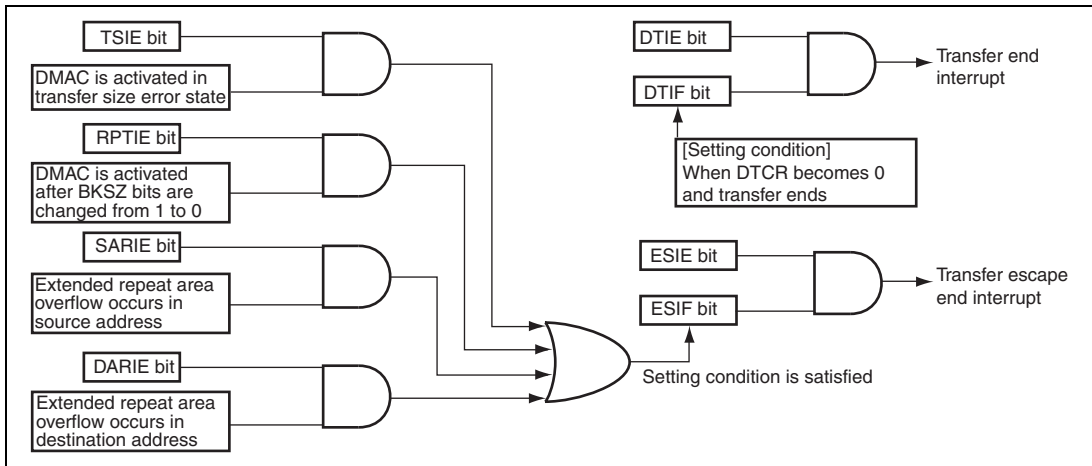 TSIE bit
DMAC is activated in
transfer size error state
RPTIE bit
DMAC is activated
after BKSZ bits are
changed from 1 to 0
SARIE bit
Extended repeat area
overflow occurs in
source address
DARIE bit
Extended repeat area
overflow occurs in
destination address
DTIE bit
DTIF bit
Transfer end
interrupt
[Setting condition]
When DTCR becomes 0
and transfer ends
ESIE bit
ESIF bit
Transfer escape
end interrupt
Setting condition is satisfied